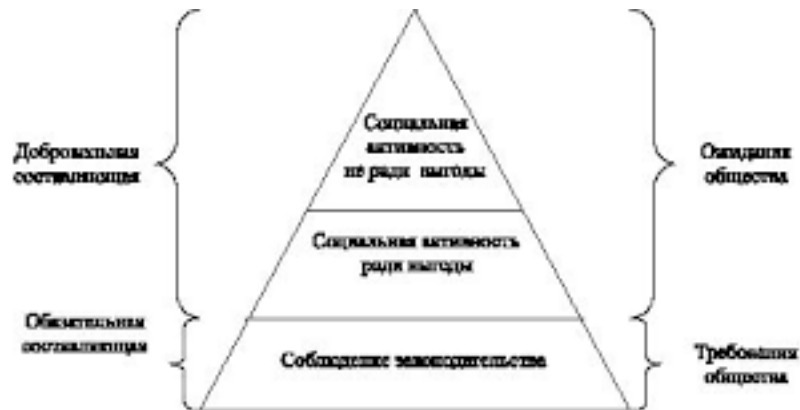 Социальная
активность
не ради выгоды
Добровольная
составляющая
Ожидания
общества
Социальная активность
ради выгоды
Обязательная
составляющая
Соблюдение законодательства
Требования
общества